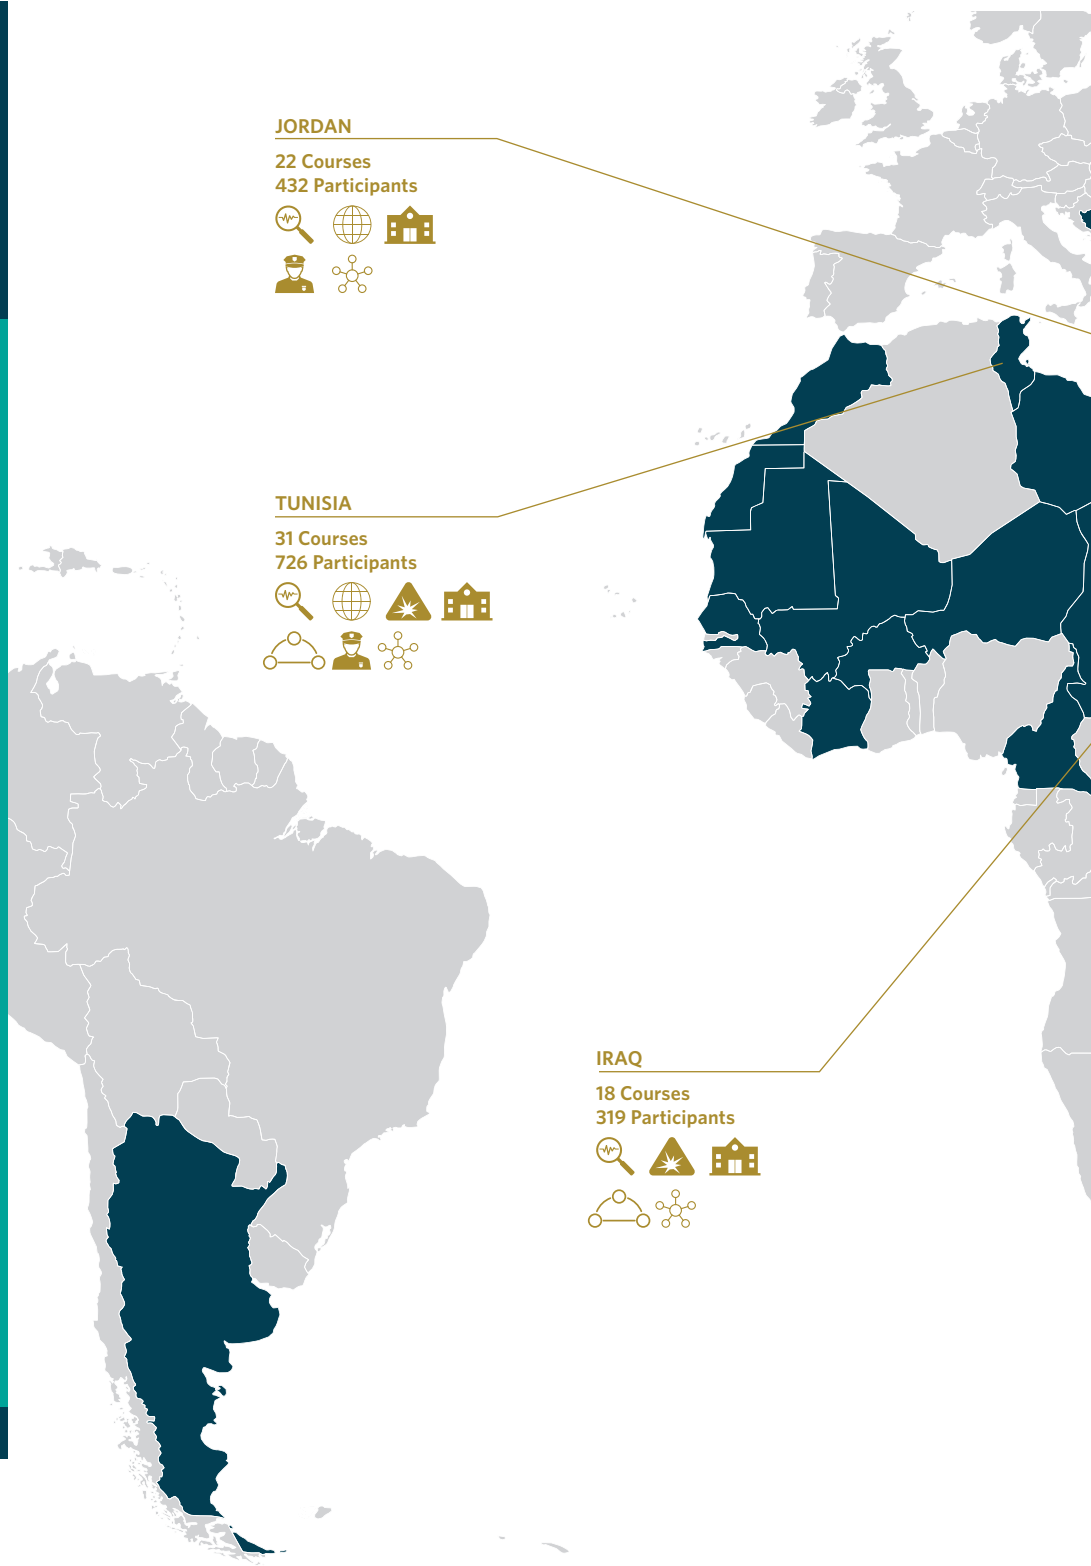 JORDAN
22 Courses
432 Participants
TUNISIA
31 Courses
726 Participants
IRAQ
18 Courses
319 Participants